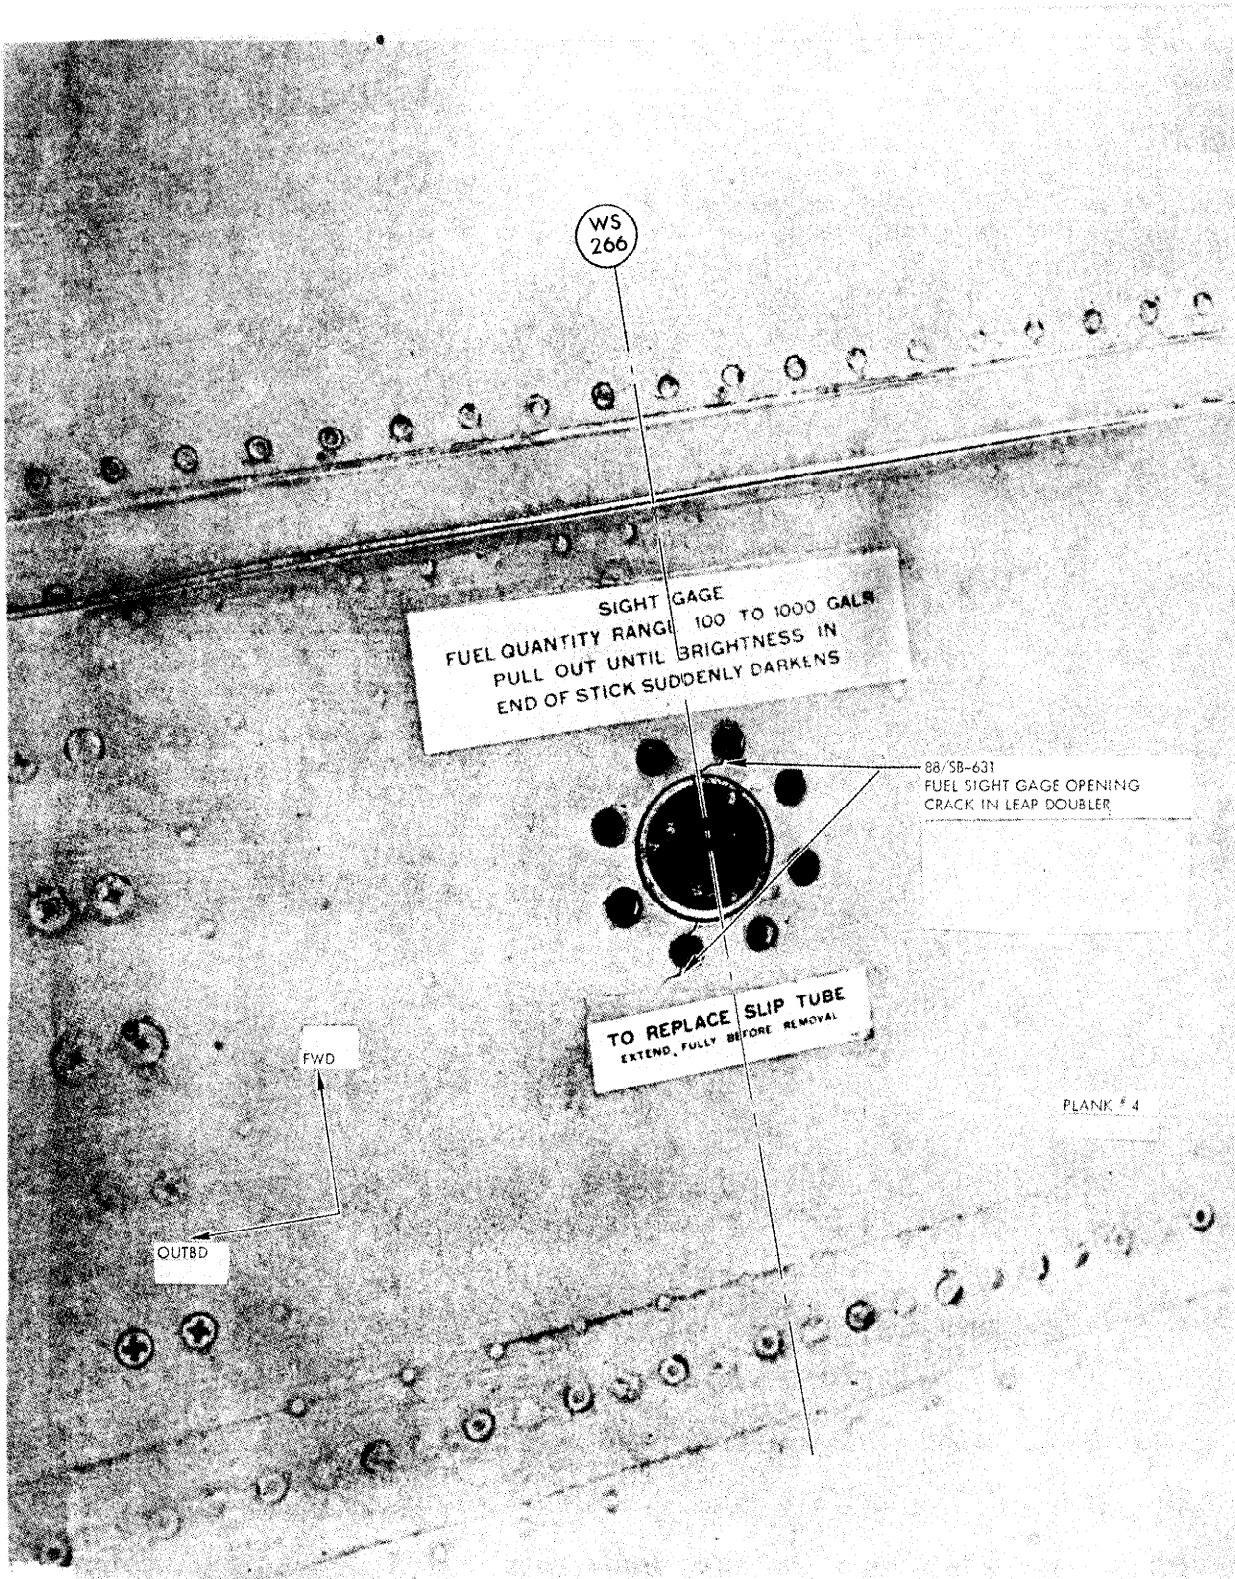 WS
266
SIGHT GAGE
FUEL QUANTITY RANGE 100 TO 1000 GALS
PULL OUT UNTIL BRIGHTNESS IN
END OF STICK SUDDENLY DARKENS
88/SB-631
FUEL SIGHT GAGE OPENING
CRACK IN LEAP DOUBLER
TO REPLACE SLIP TUBE
EXTEND FULLY BEFORE REMOVAL
FWD
PLANK # 4
OUTBD